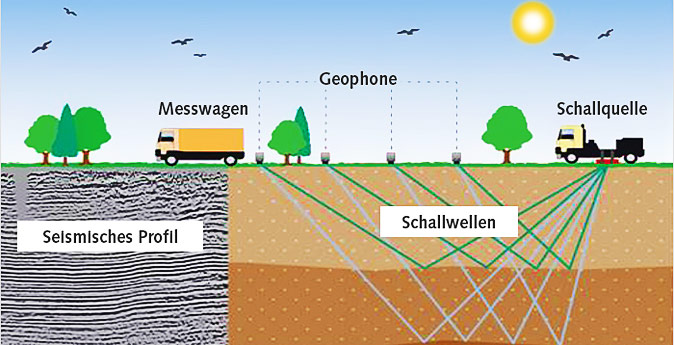 Geophone
Messwagen
Schallquelle
Seismisches Profil
Schallwellen